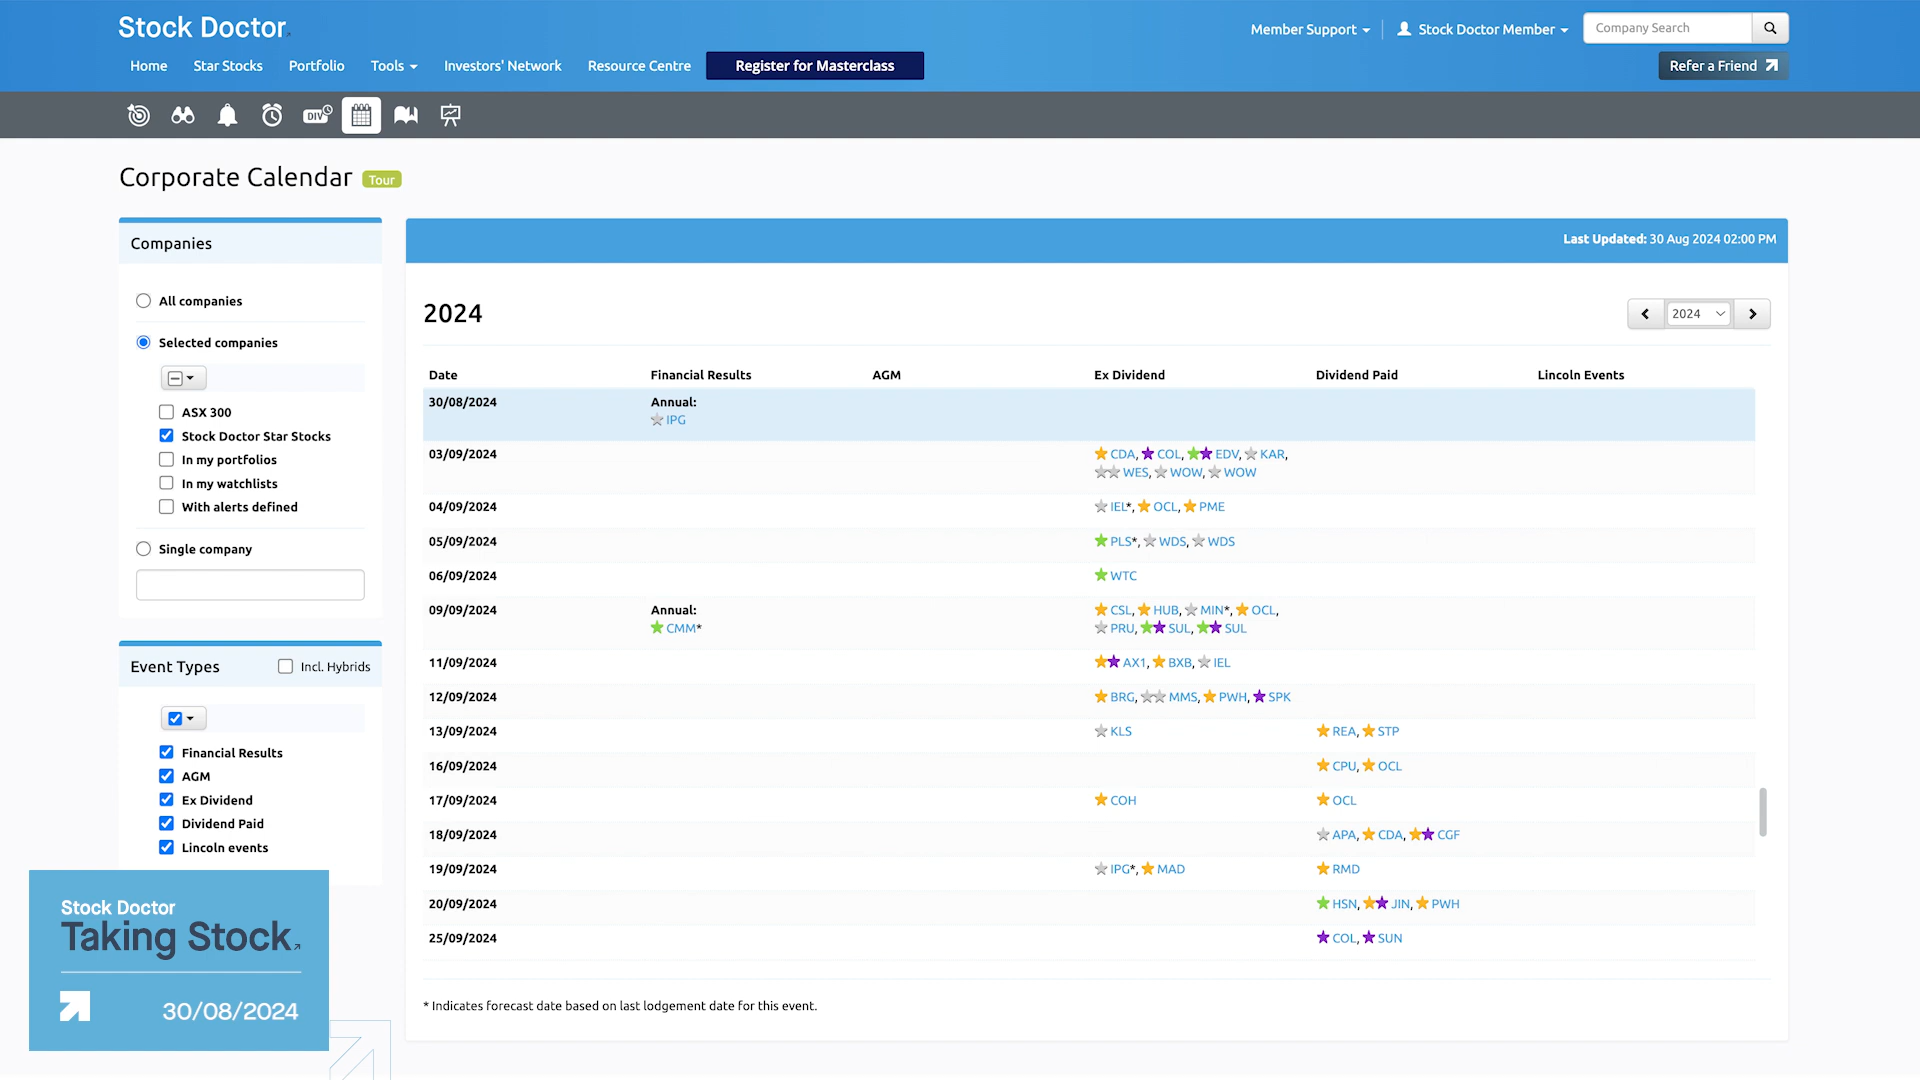 Stock Doctor
Member Support
Stock Doctor Member
Company Search
Home
Star Stocks
Portfolio
Tools
Investors' Network
Resource Centre
Register for Masterclass
Refer a Friend
DIV
Corporate Calendar
Tour
Companies
Last Updated: 30 Aug 2024 02:00 PM
All companies
Selected companies
ASX 300
Stock Doctor Star Stocks
In my portfolios
In my watchlists
With alerts defined
Single company
Event Types
Incl. Hybrids
Financial Results
AGM
Ex Dividend
Dividend Paid
Lincoln events
2024
2024
Date Financial Results AGM Ex Dividend Dividend Paid Lincoln Events
30/08/2024 Annual:
IPG
03/09/2024 CDA, COL, EDV, KAR,
WES, WOW, WOW
04/09/2024 IEL*, OCL, PME
05/09/2024 PLS*, WDS, WDS
06/09/2024 WTC
09/09/2024 Annual: CSL, HUB, MIN*, OCL,
CMM* PRU, SUL, SUL
11/09/2024 AX1, BXB, IEL
12/09/2024 BRG, MMS, PWH, SPK
13/09/2024 KLS REA, STP
16/09/2024 CPU, OCL
17/09/2024 COH OCL
18/09/2024 APA, CDA, CGF
19/09/2024 IPG*, MAD RMD
20/09/2024 HSN, JIN, PWH
25/09/2024 COL, SUN
* Indicates forecast date based on last lodgement date for this event.
Stock Doctor
Taking Stock.
30/08/2024